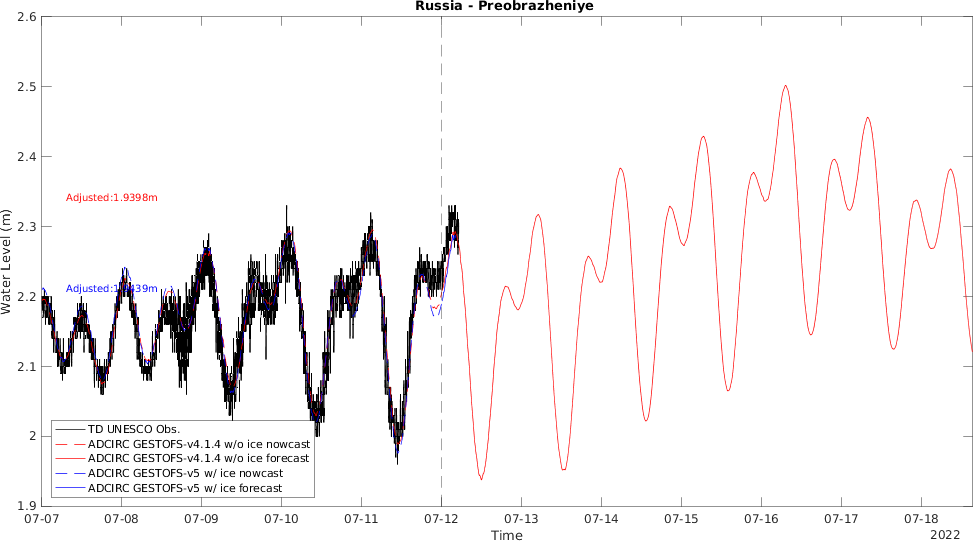 Russia - Preobrazheniye
Water Level (m)
2.6
2.5
2.4
2.3
2.2
2.1
2
1.9
Adjusted:1.9398m
TD UNESCO Obs.
ADCIRC GESTOFS-v4.1.4 w/o ice nowcast
ADCIRC GESTOFS-v4.1.4 w/o ice forecast
ADCIRC GESTOFS-v5 w/ ice nowcast
ADCIRC GESTOFS-v5 w/ ice forecast
07-07
07-08
07-09
07-10
07-11
07-12
07-13
07-14
07-15
07-16
07-17
07-18
Time
2022